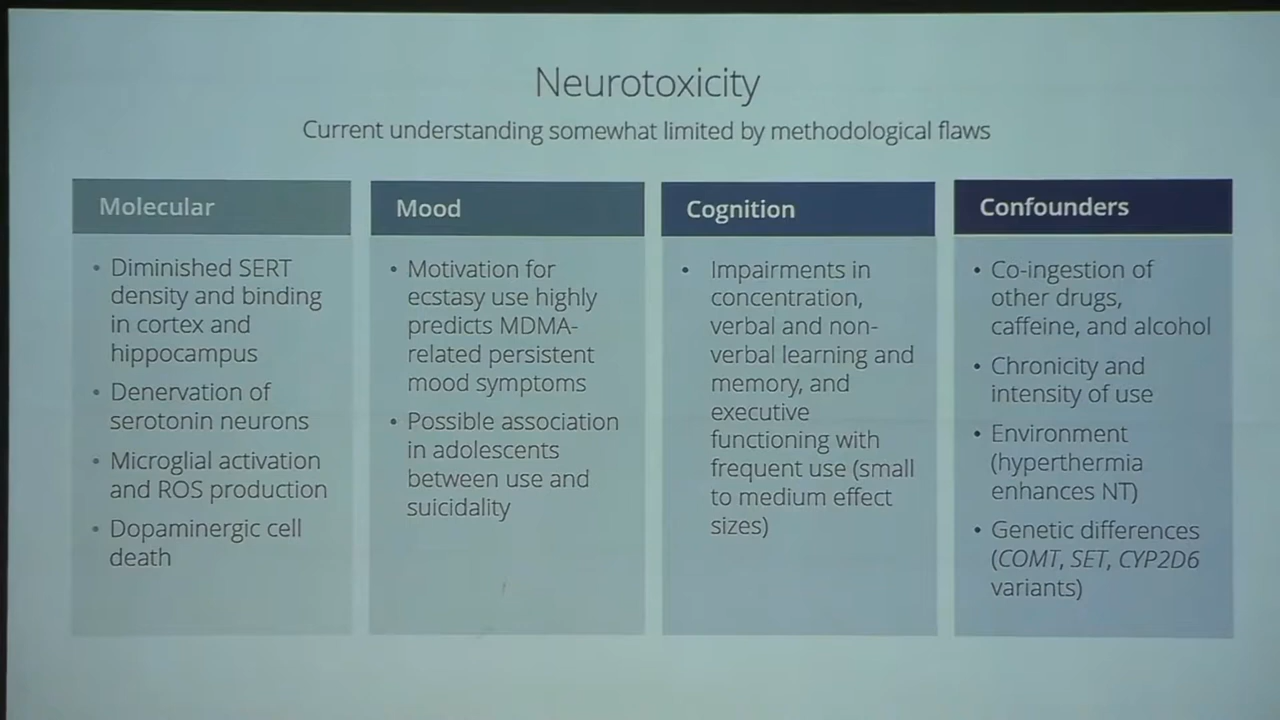 Neurotoxicity
Current understanding somewhat limited by methodological flaws
Molecular
• Diminished SERT
density and binding
in cortex and
hippocampus
• Denervation of
serotonin neurons
• Microglial activation
and ROS production
• Dopaminergic cell
death
Mood
• Motivation for
ecstasy use highly
predicts MDMA-
related persistent
mood symptoms
• Possible association
in adolescents
between use and
suicidality
Cognition
• Impairments in
concentration,
verbal and non-
verbal learning and
memory, and
executive
functioning with
frequent use (small
to medium effect
sizes)
Confounders
• Co-ingestion of
other drugs,
caffeine, and alcohol
• Chronicity and
intensity of use
• Environment
(hyperthermia
enhances NT)
• Genetic differences
(COMT, SET, CYP2D6
variants)